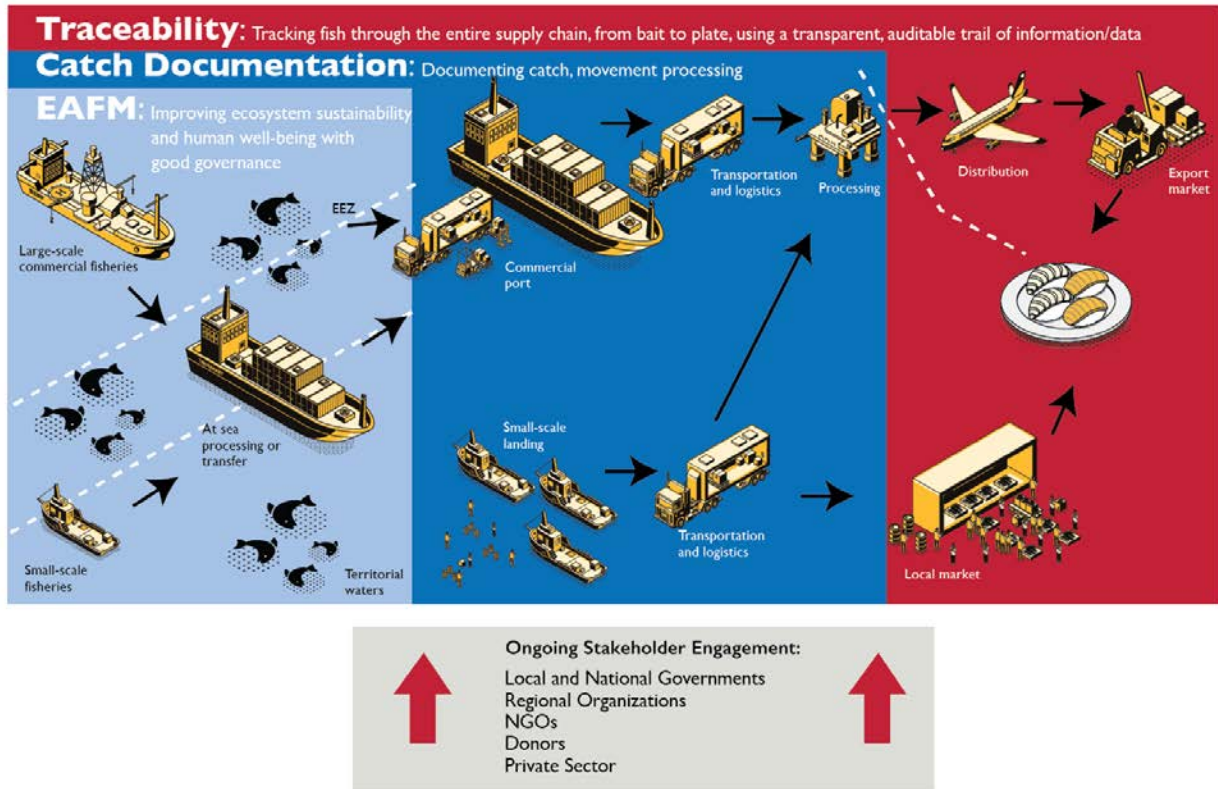 Traceability: Tracking fish through the entire supply chain, from bait to plate, using a transparent, auditable trail of information/data
Catch Documentation: Documenting catch, movement processing
EAFM: Improving ecosystem sustainability
and human well-being with
good governance
Large-scale
commercial fisheries
EEZ
At sea
processing or
transfer
Small-scale
fisheries
Territorial
waters
Commercial
port
Transportation
and logistics
Processing
Small-scale
landing
Transportation
and logistics
Distribution
Export
market
Local market
Ongoing Stakeholder Engagement:
Local and National Governments
Regional Organizations
NGOs
Donors
Private Sector